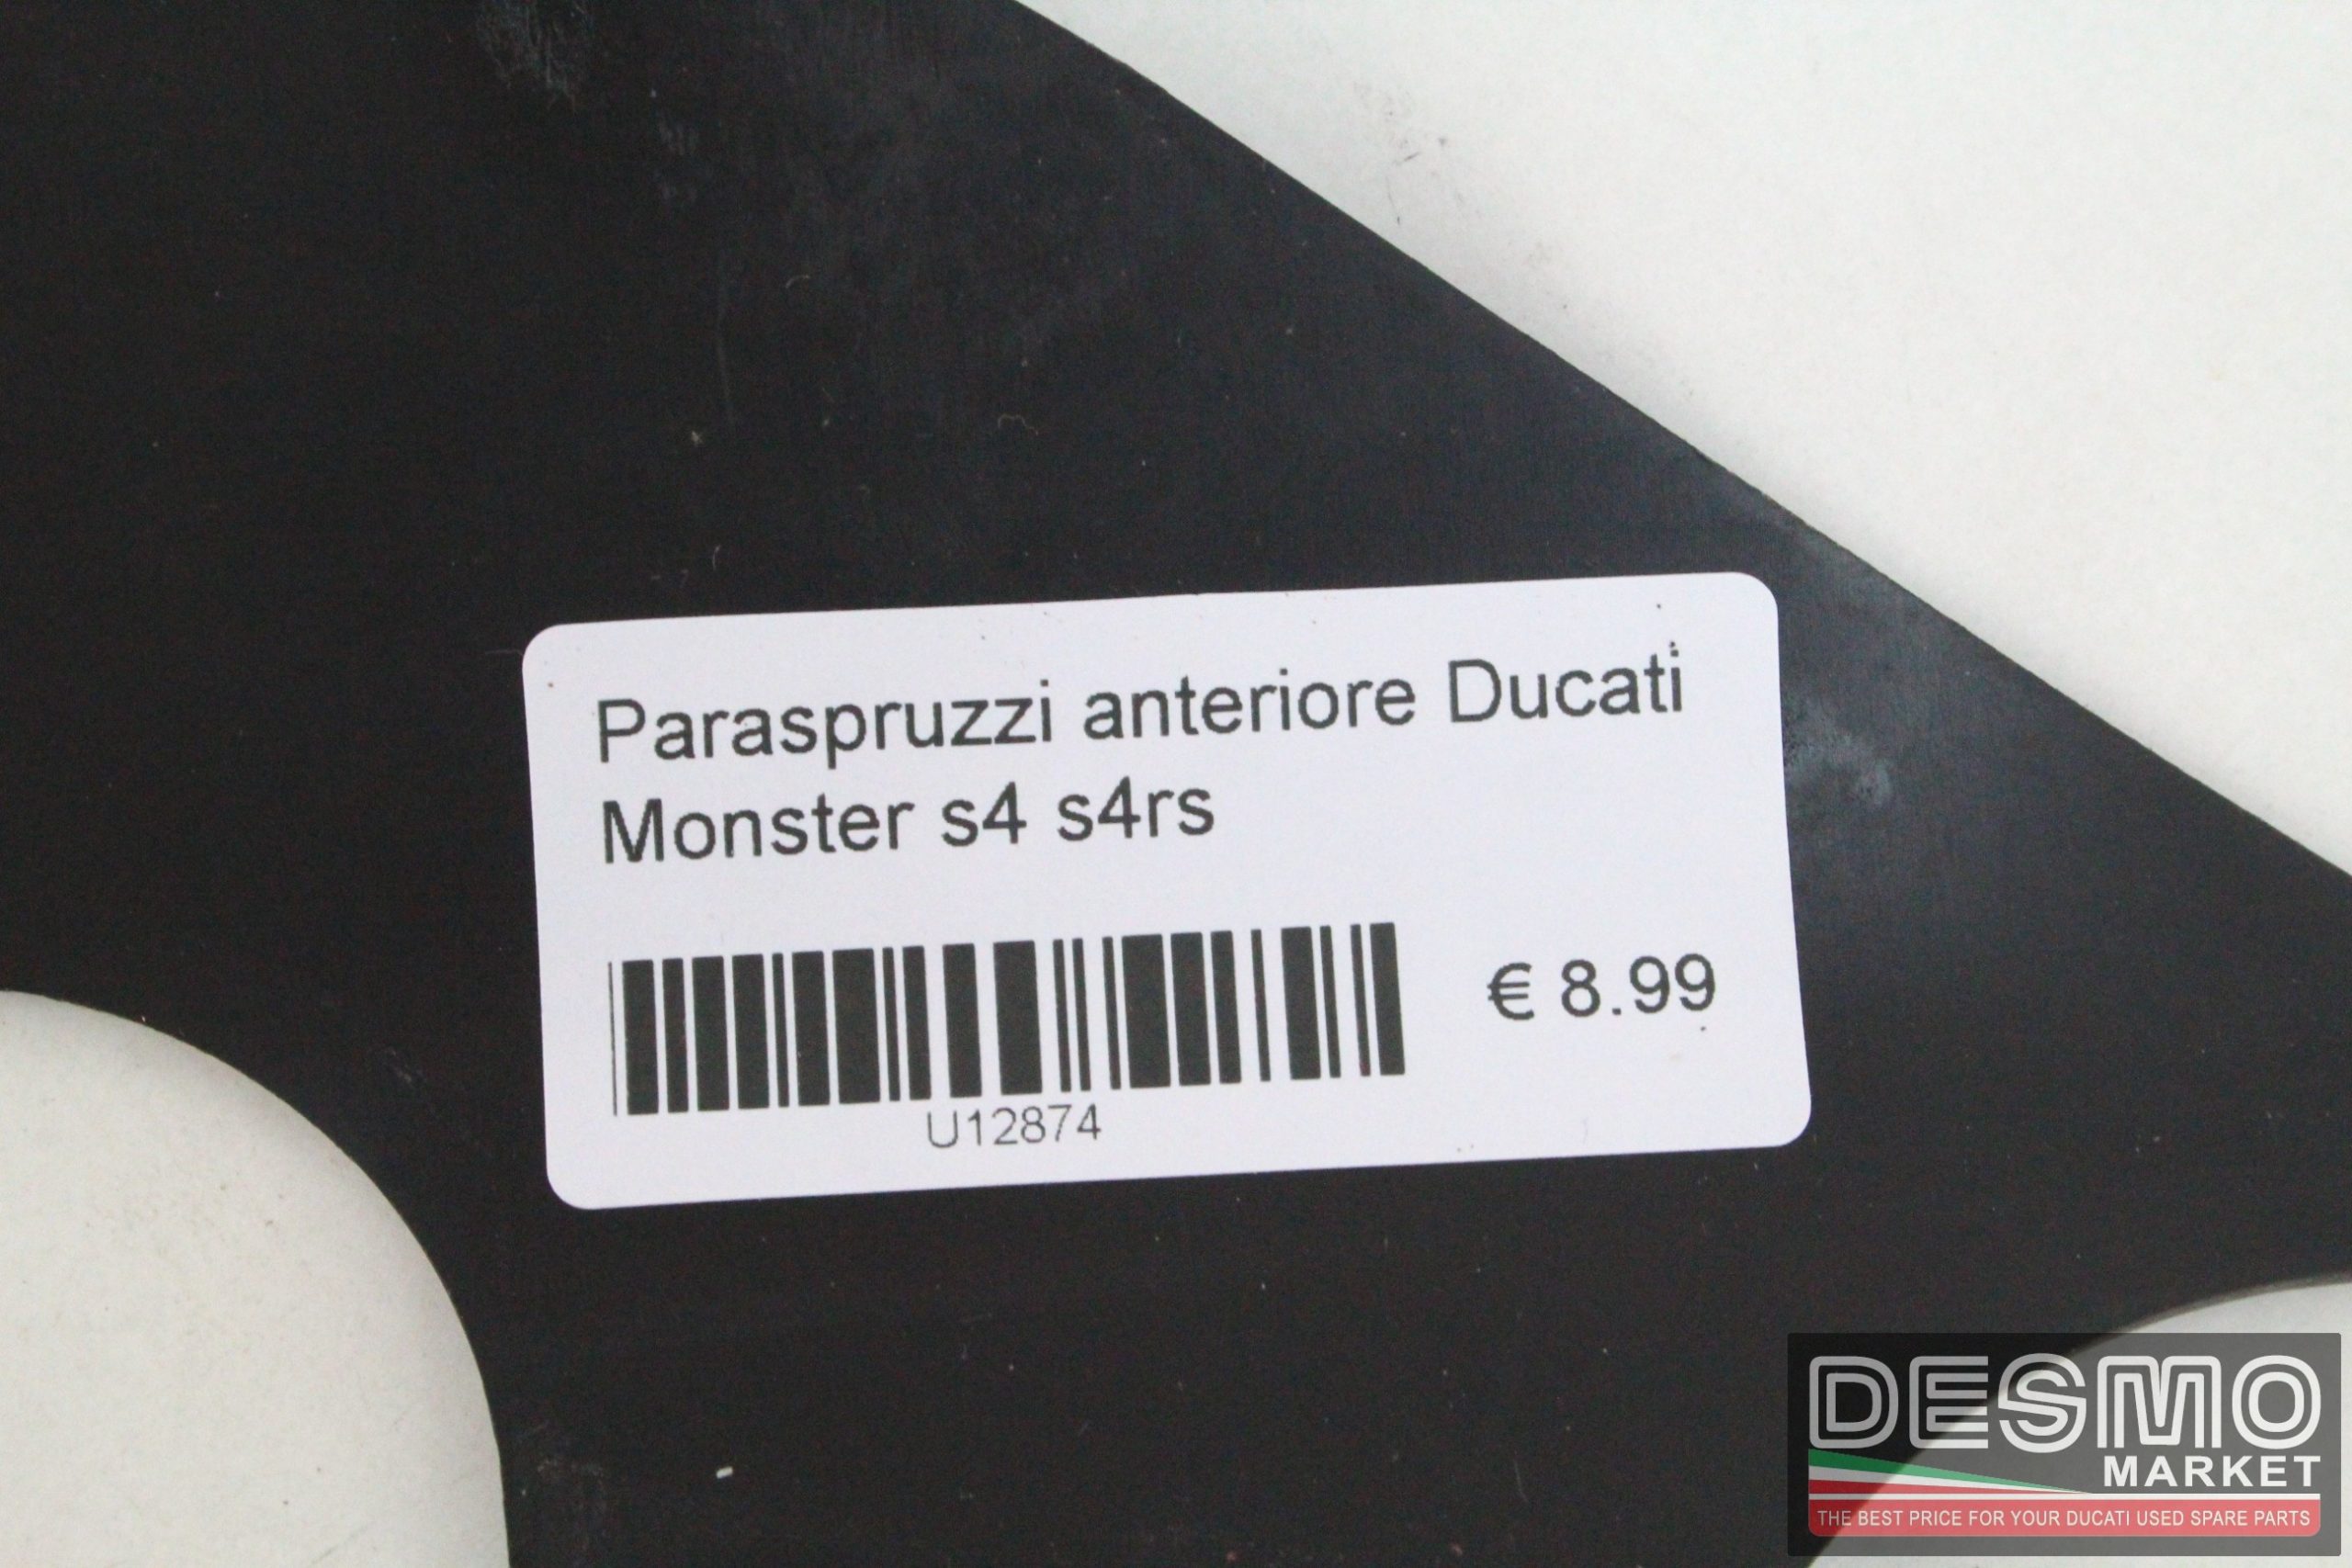 Paraspruzzi anteriore Ducati
Monster s4 s4rs
€ 8.99
U12874
DESMO
MARKET
THE BEST PRICE FOR YOUR DUCATI USED SPARE PARTS